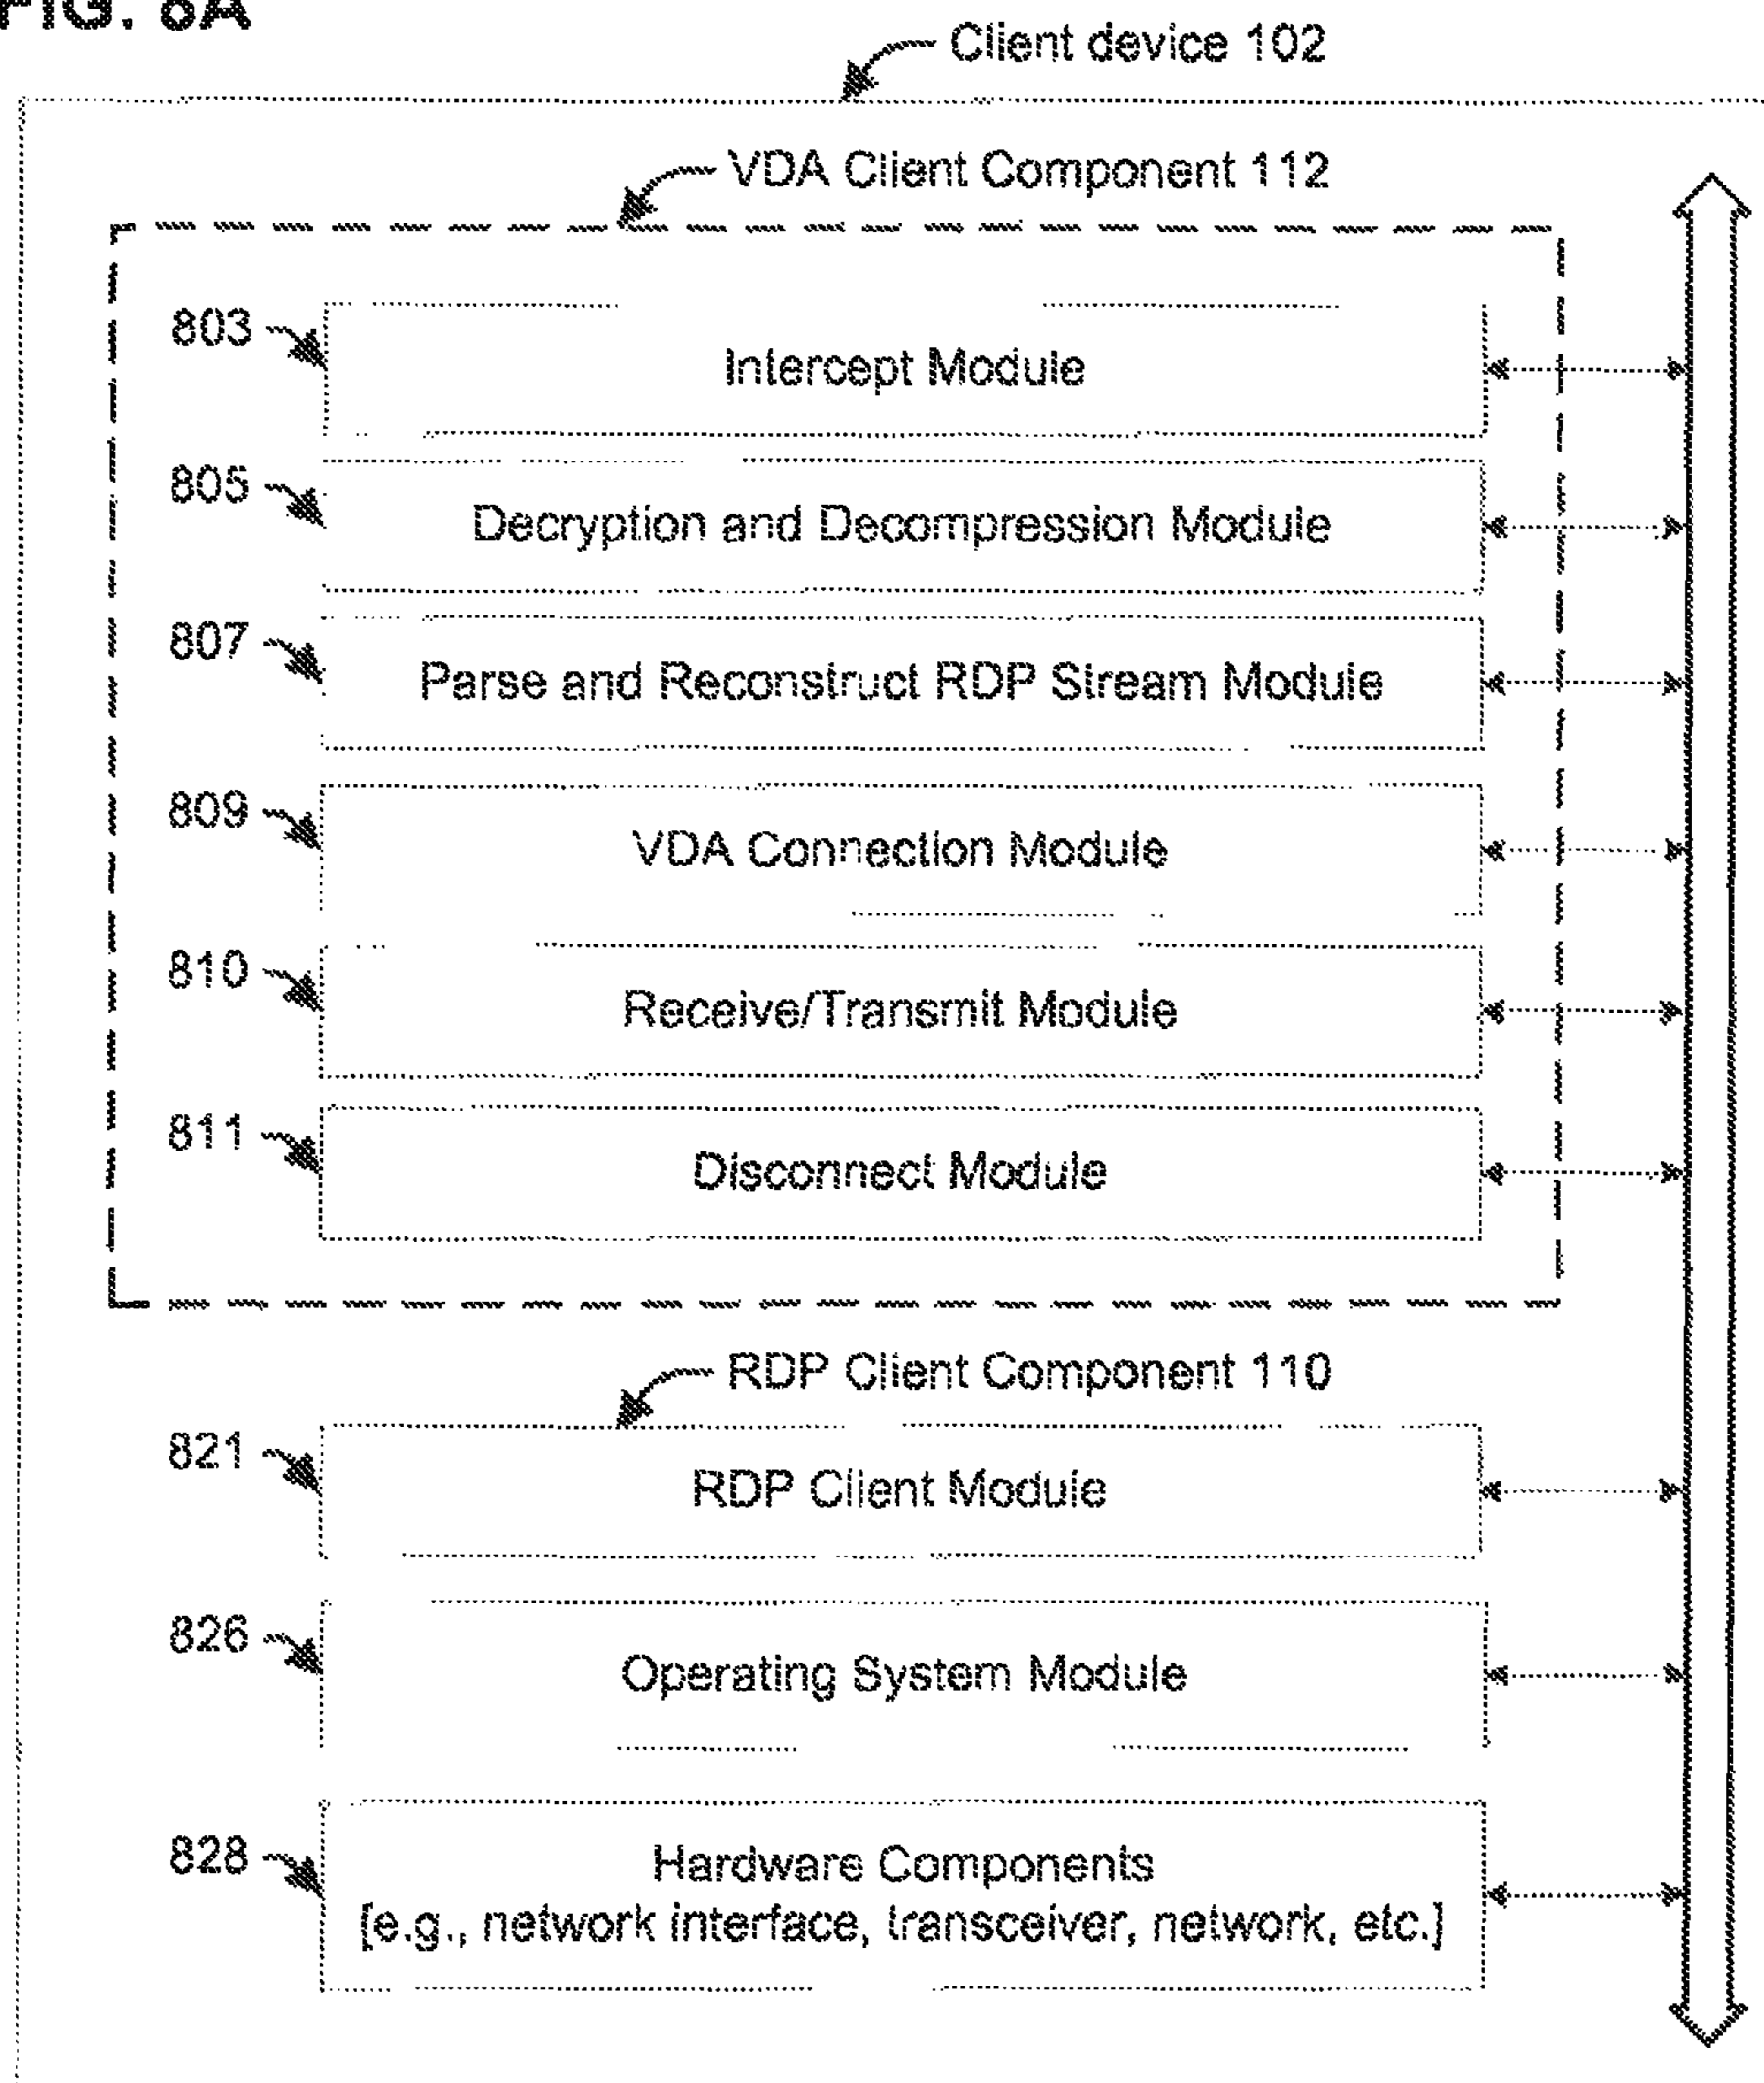 FIG. 8A
Client device 102
VDA Client Component 112
803
Intercept Module
805
Decryption and Decompression Module
807
Parse and Reconstruct RDP Stream Module
809
VDA Connection Module
810
Receive/Transmit Module
811
Disconnect Module
RDP Client Component 110
821
RDP Client Module
826
Operating System Module
828
Hardware Components
[e.g., network interface, transceiver, network, etc.]